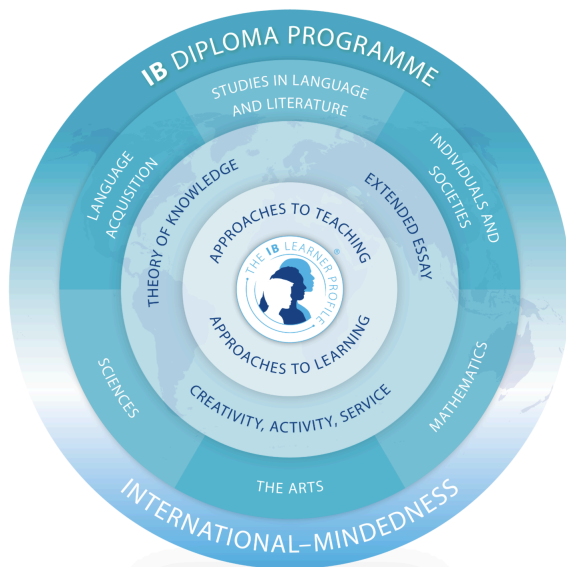 IB DIPLOMA PROGRAMME
STUDIES IN LANGUAGE
AND LITERATURE
LANGUAGE
ACQUISITION
INDIVIDUALS AND
SOCIETIES
THEORY OF KNOWLEDGE
EXTENDED ESSAY
APPROACHES TO TEACHING
THE IB LEARNER PROFILE
®
APPROACHES TO LEARNING
CREATIVITY, ACTIVITY, SERVICE
SCIENCES
MATHEMATICS
THE ARTS
INTERNATIONAL–MINDEDNESS